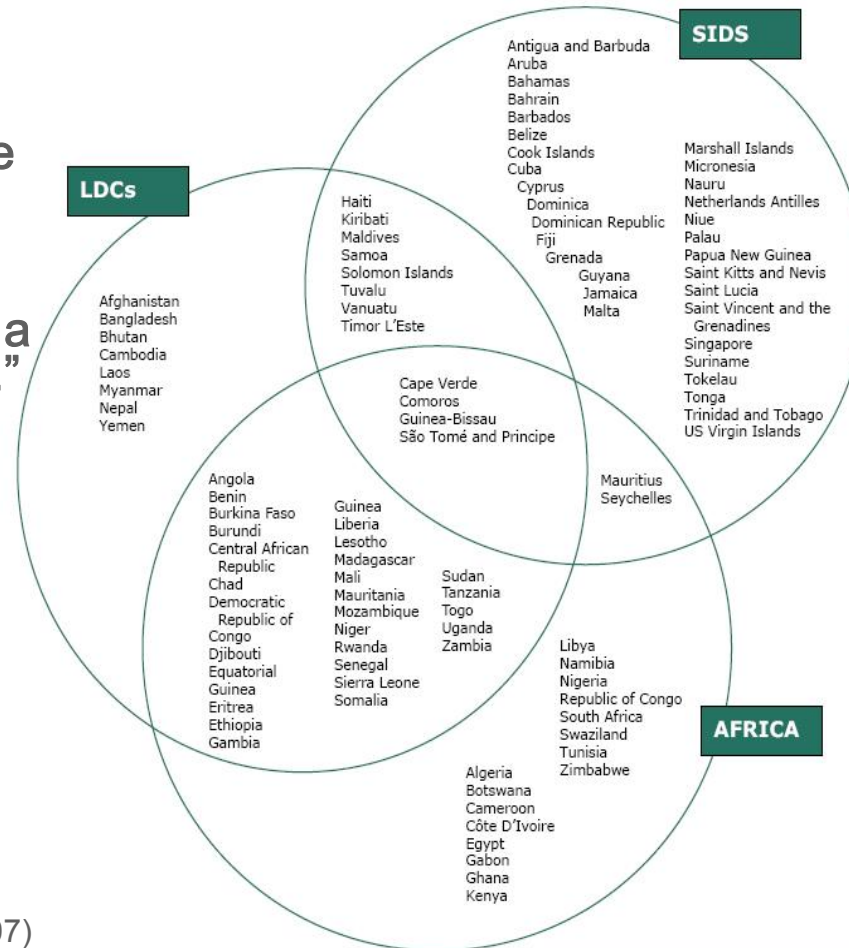 SIDS
Antigua and Barbuda
Aruba
Bahamas
Bahrain
Barbados
Belize
Cook Islands
Cuba
Cyprus
Dominica
Dominican Republic
Fiji
Grenada
Guyana
Jamaica
Malta
Marshall Islands
Micronesia
Nauru
Netherlands Antilles
Niue
Palau
Papua New Guinea
Saint Kitts and Nevis
Saint Lucia
Saint Vincent and the
Grenadines
Singapore
Suriname
Tokelau
Tonga
Trinidad and Tobago
US Virgin Islands
e
LDCs
Haiti
Kiribati
Maldives
Samoa
Solomon Islands
Tuvalu
Vanuatu
Timor L'Este
a
”
Afghanistan
Bangladesh
Bhutan
Cambodia
Laos
Myanmar
Nepal
Yemen
Cape Verde
Comoros
Guinea-Bissau
São Tomé and Principe
Mauritius
Seychelles
Angola
Benin
Burkina Faso
Burundi
Central African
Republic
Chad
Democratic
Republic of
Congo
Djibouti
Equatorial
Guinea
Eritrea
Ethiopia
Gambia
Guinea
Liberia
Lesotho
Madagascar
Mali
Mauritania
Mozambique
Niger
Rwanda
Senegal
Sierra Leone
Somalia
Sudan
Tanzania
Togo
Uganda
Zambia
Libya
Namibia
Nigeria
Republic of Congo
South Africa
Swaziland
Tunisia
Zimbabwe
AFRICA
Algeria
Botswana
Cameroon
Côte D'Ivoire
Egypt
Gabon
Ghana
Kenya
97)